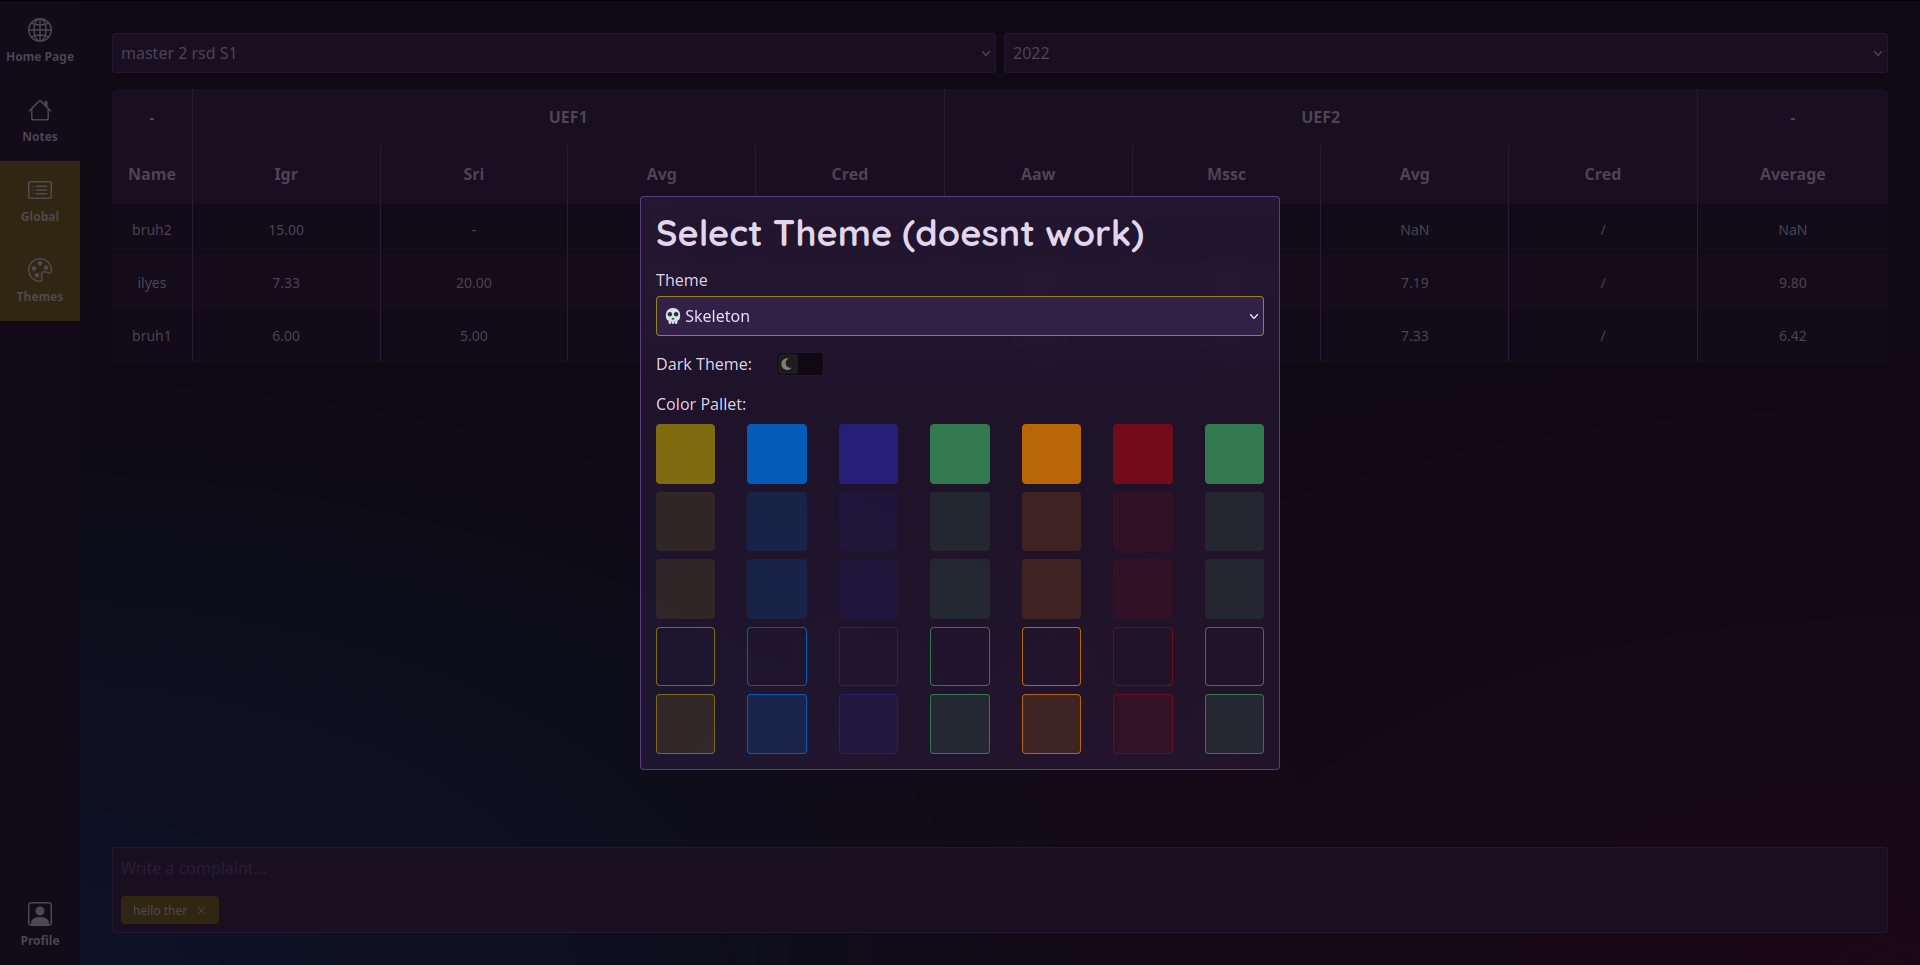 Home Page
Notes
Global
Themes
Profile
master 2 rsd S1
2022
- UEF1 UEF2 -
Name Igr Sri Avg Cred Aaw Mssc Avg Cred Average
bruh2 15.00 - NaN / NaN
ilyes 7.33 20.00 7.19 / 9.80
bruh1 6.00 5.00 7.33 / 6.42
Select Theme (doesnt work)
Theme
💀 Skeleton
Dark Theme:
Color Pallet:
Write a complaint...
hello ther ×